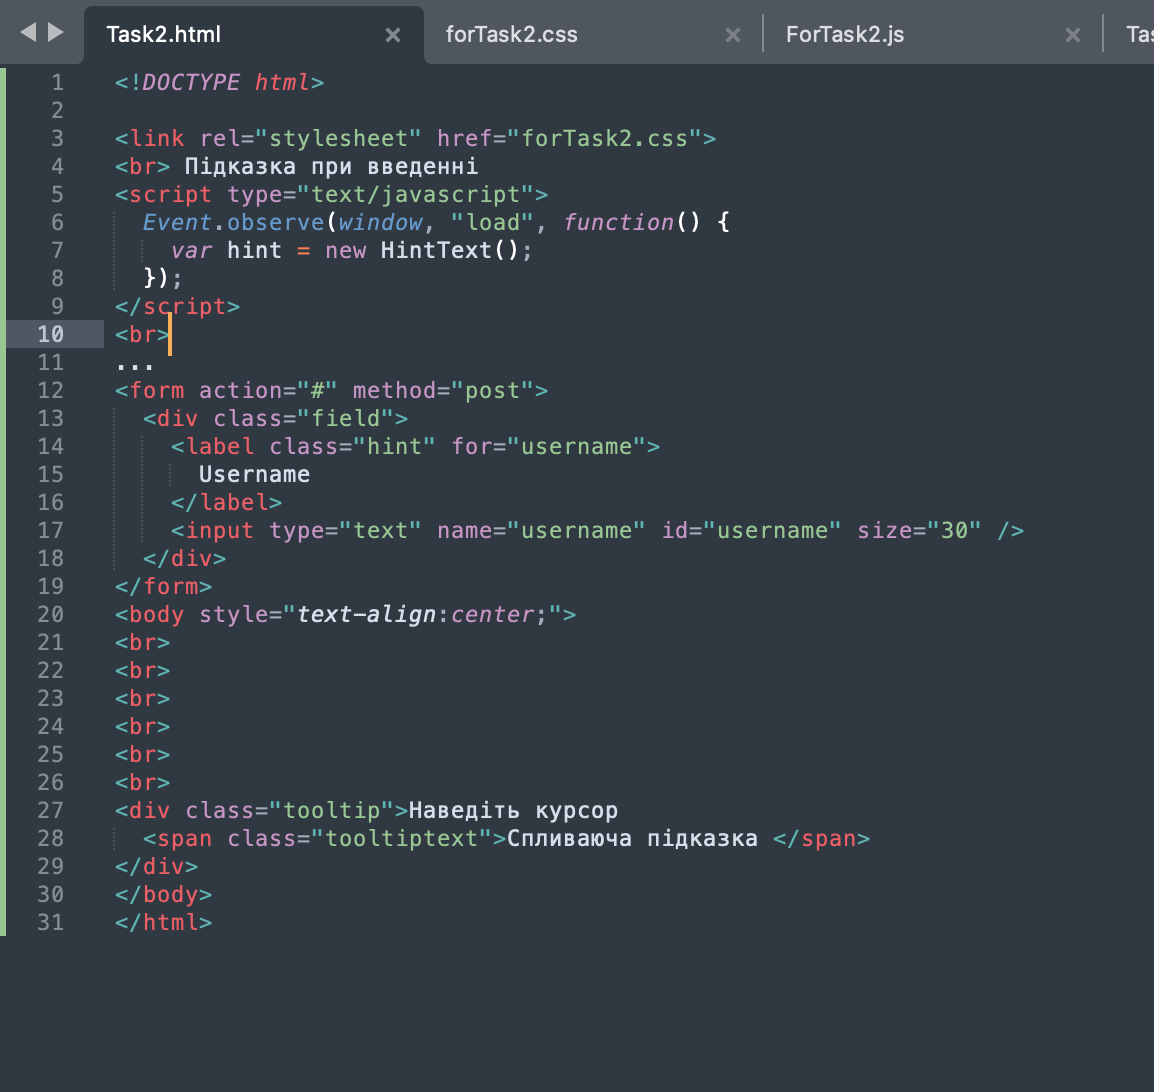 Task2.html × forTask2.css × ForTask2.js × Tas
1 <!DOCTYPE html>
2
3 <link rel="stylesheet" href="forTask2.css">
4 <br> Підказка при введенні
5 <script type="text/javascript">
6   Event.observe(window, "load", function() {
7     var hint = new HintText();
8   });
9 </script>
10 <br>
11 ...
12 <form action="#" method="post">
13   <div class="field">
14     <label class="hint" for="username">
15       Username
16     </label>
17     <input type="text" name="username" id="username" size="30" />
18   </div>
19 </form>
20 <body style="text-align:center;">
21 <br>
22 <br>
23 <br>
24 <br>
25 <br>
26 <br>
27 <div class="tooltip">Наведіть курсор
28   <span class="tooltiptext">Спливаюча підказка </span>
29 </div>
30 </body>
31 </html>